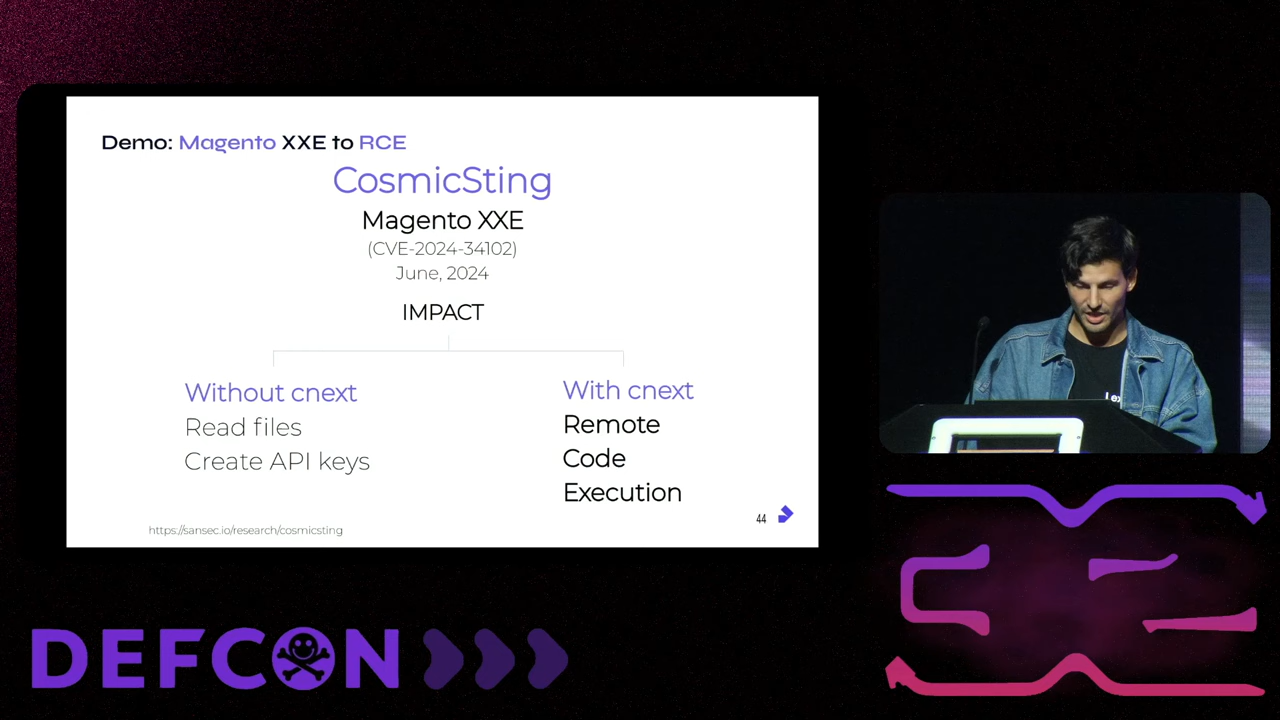 Demo: Magento XXE to RCE
CosmicSting
Magento XXE
(CVE-2024-34102)
June, 2024
IMPACT
Without cnext
Read files
Create API keys
With cnext
Remote
Code
Execution
https://sansec.io/research/cosmicsting
44
Lex
DEFCON